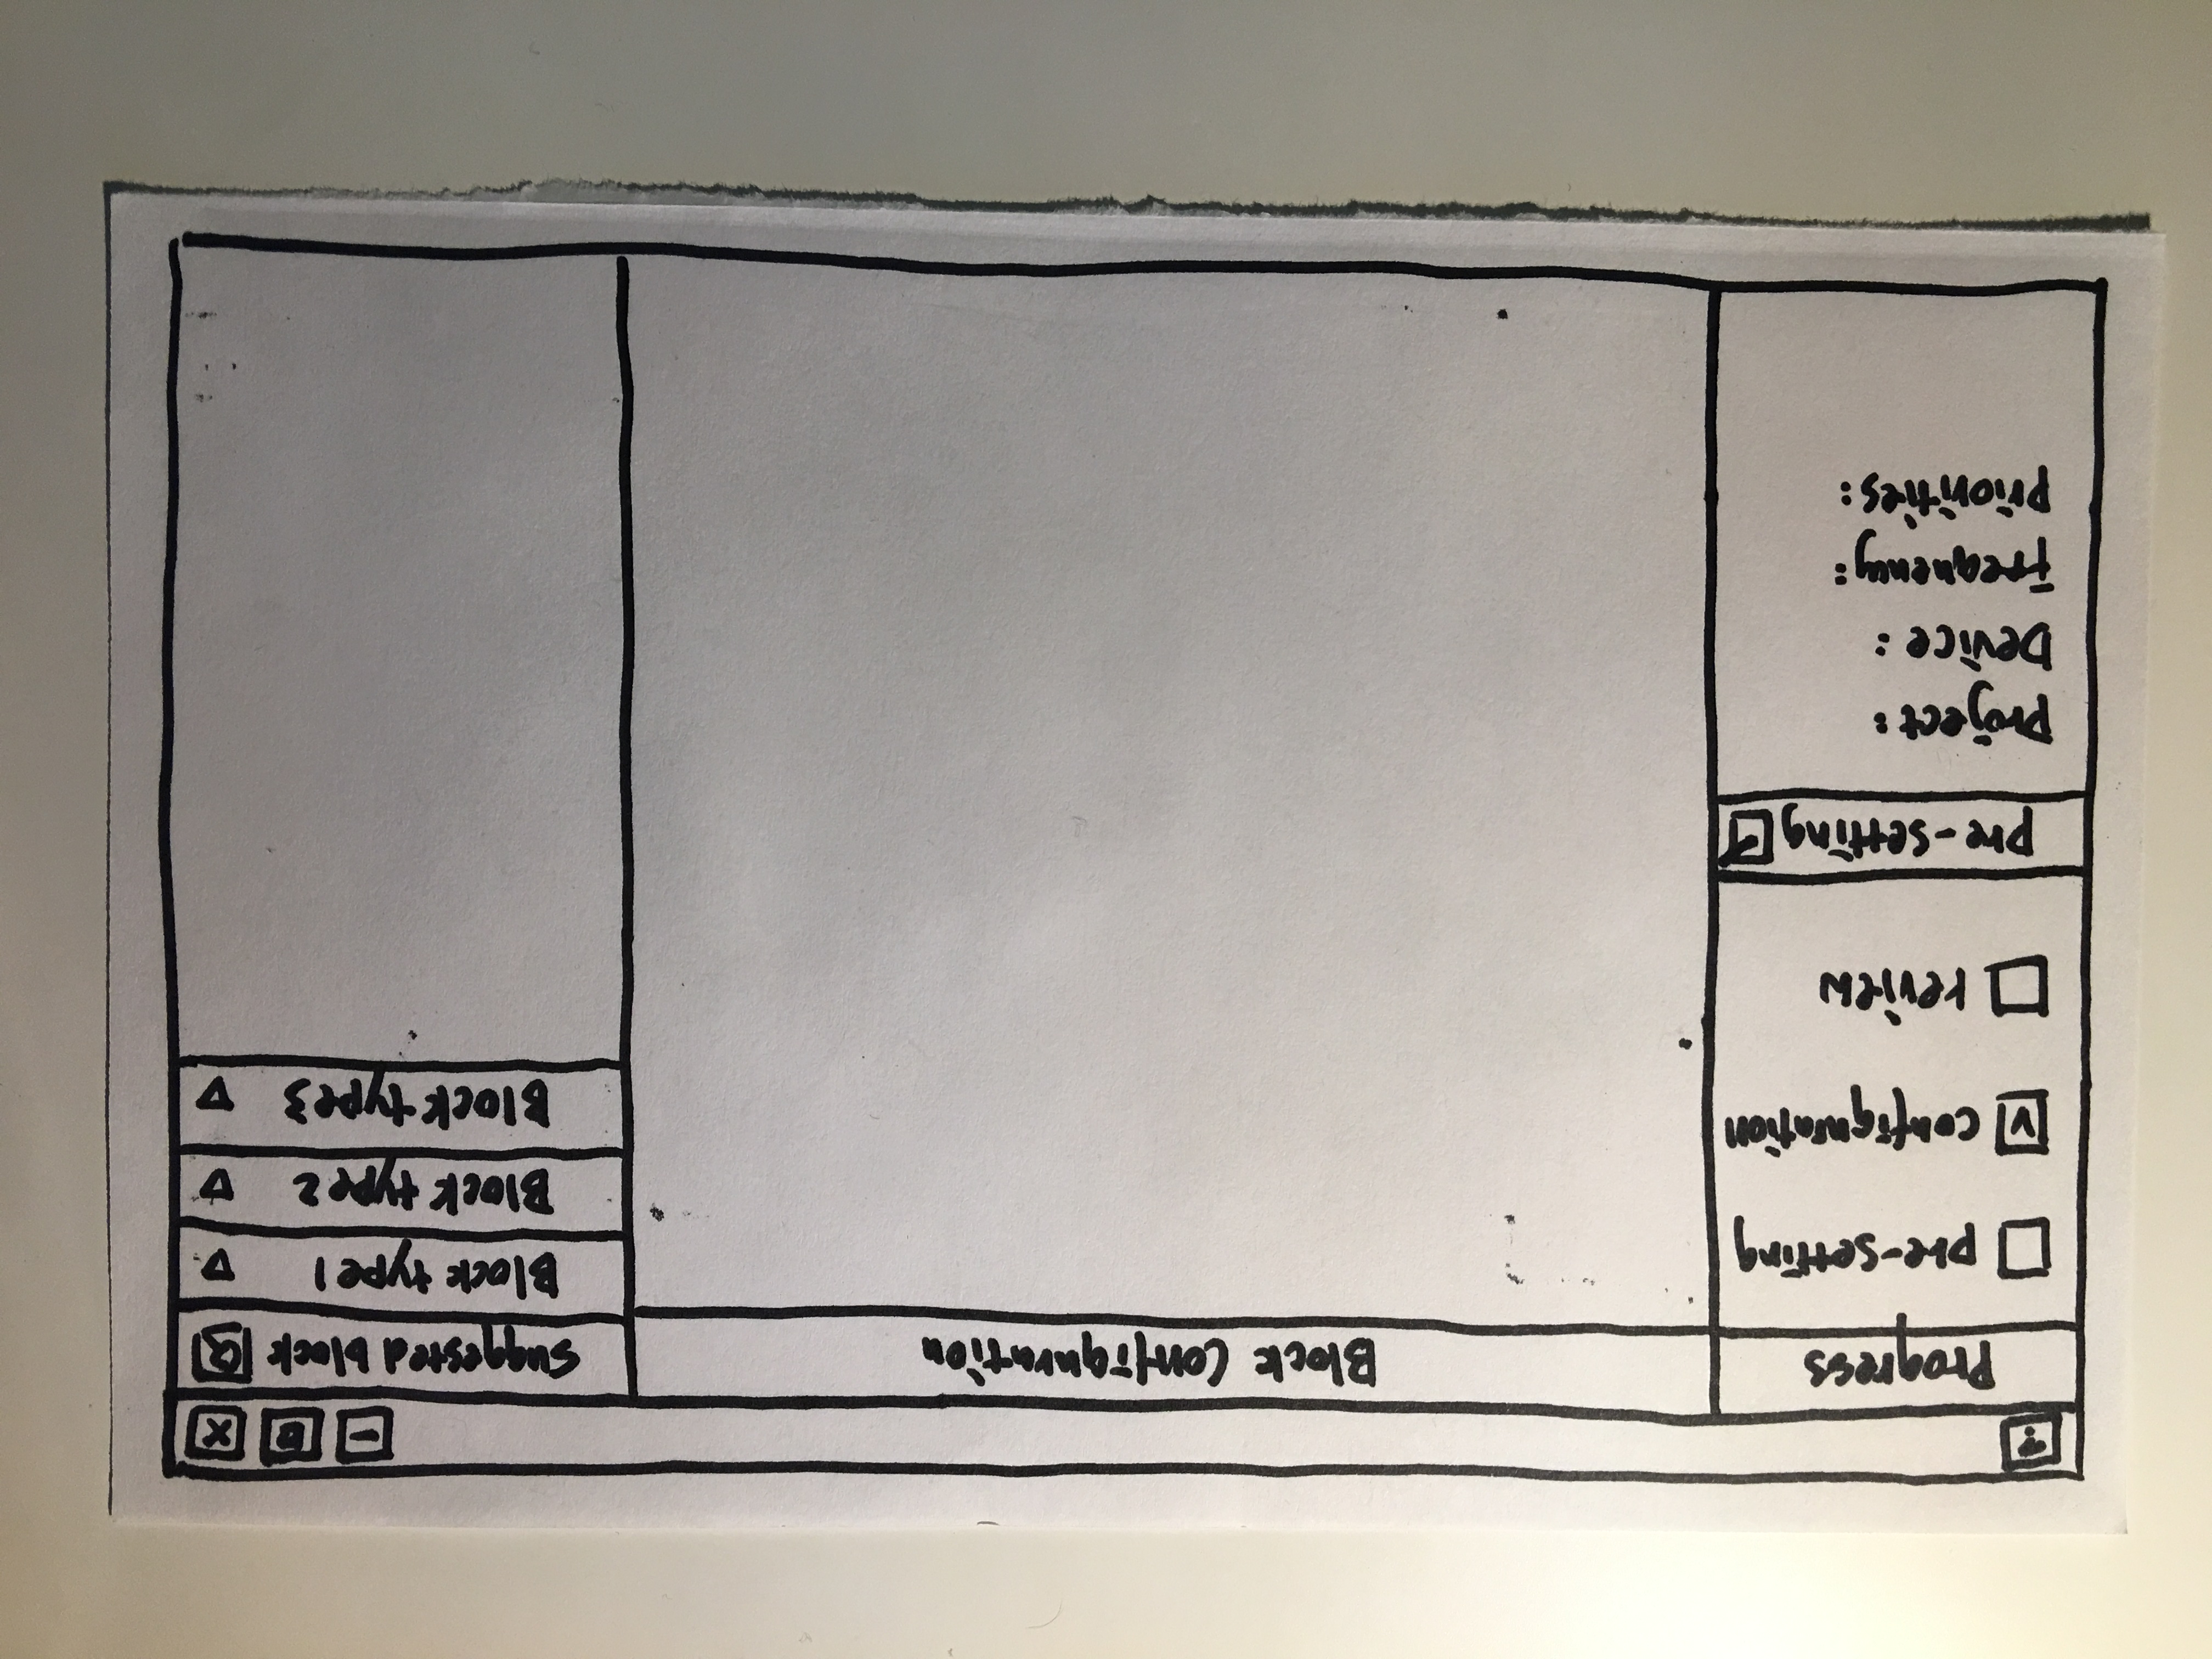 ?
Progress
Block Configuration
Suggested block
pre-setting
v configuration
review
Block type 1
Block type 2
Block type 3
pre-setting
Project:
Device:
Frequency:
Priorities: